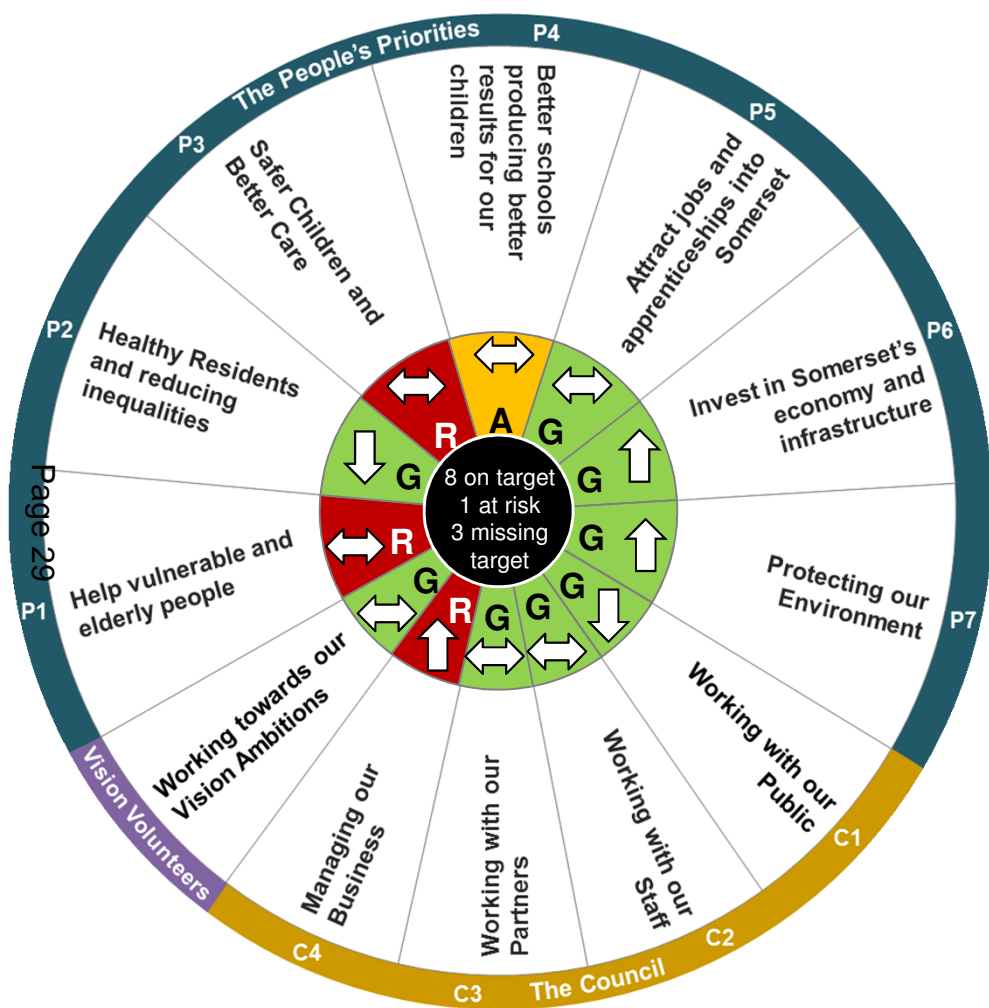 The People's Priorities
P4
Better schools
producing better
results for our
children
P5
Attract jobs and
apprenticeships into
Somerset
P6
Invest in Somerset's
economy and
infrastructure
P7
Protecting our
Environment
C1
Working with our
Public
C2
Working with our
Staff
The Council
C3
Working with our
Partners
C4
Managing our
Business
Vision Volunteers
Working towards our
Vision Ambitions
P1
Help vulnerable and
elderly people
Page 29
P2
Healthy Residents
and reducing
inequalities
P3
Safer Children and
Better Care
A
G
G
G
G
G
G
R
G
R
G
R
8 on target
1 at risk
3 missing
target